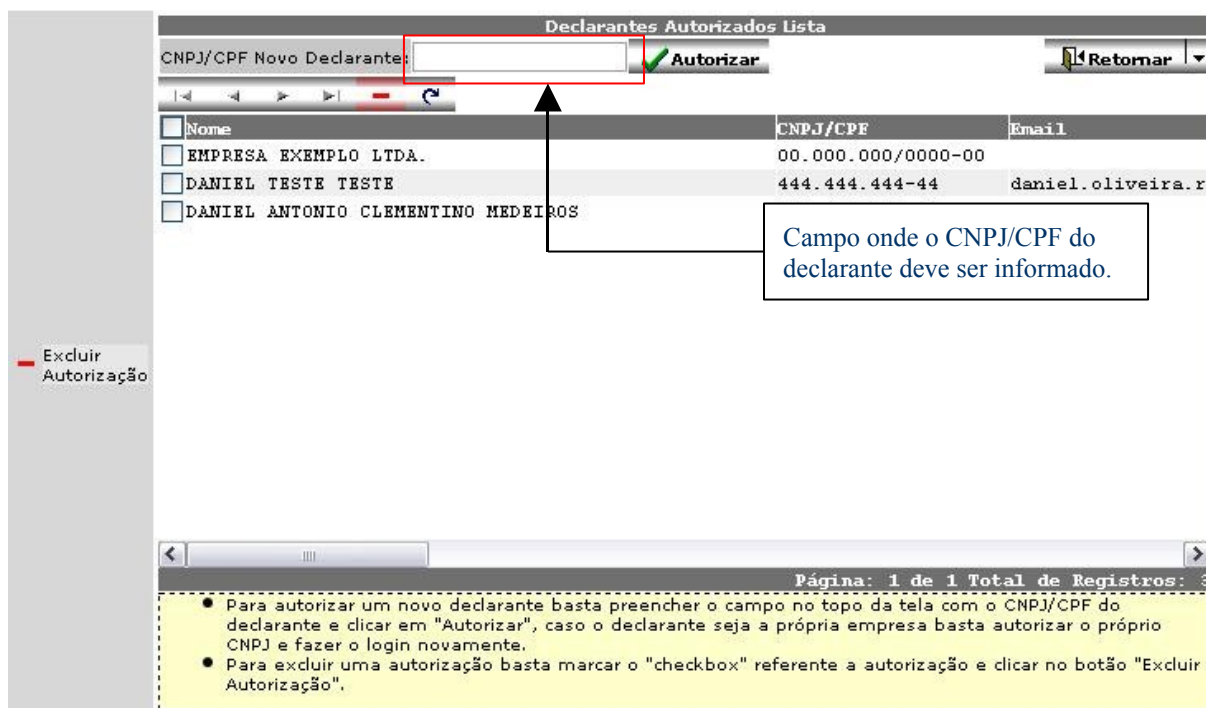 Declarantes Autorizados Lista
CNPJ/CPF Novo Declarante:
Autorizar
Retornar
Nome CNPJ/CPF Email
EMPRESA EXEMPLO LTDA. 00.000.000/0000-00
DANIEL TESTE TESTE 444.444.444-44 daniel.oliveira.r
DANIEL ANTONIO CLEMENTINO MEDEIROS
Campo onde o CNPJ/CPF do
declarante deve ser informado.
Excluir
Autorização
Página: 1 de 1 Total de Registros: 3
Para autorizar um novo declarante basta preencher o campo no topo da tela com o CNPJ/CPF do
declarante e clicar em "Autorizar", caso o declarante seja a própria empresa basta autorizar o próprio
CNPJ e fazer o login novamente.
Para excluir uma autorização basta marcar o "checkbox" referente a autorização e clicar no botão "Excluir
Autorização".